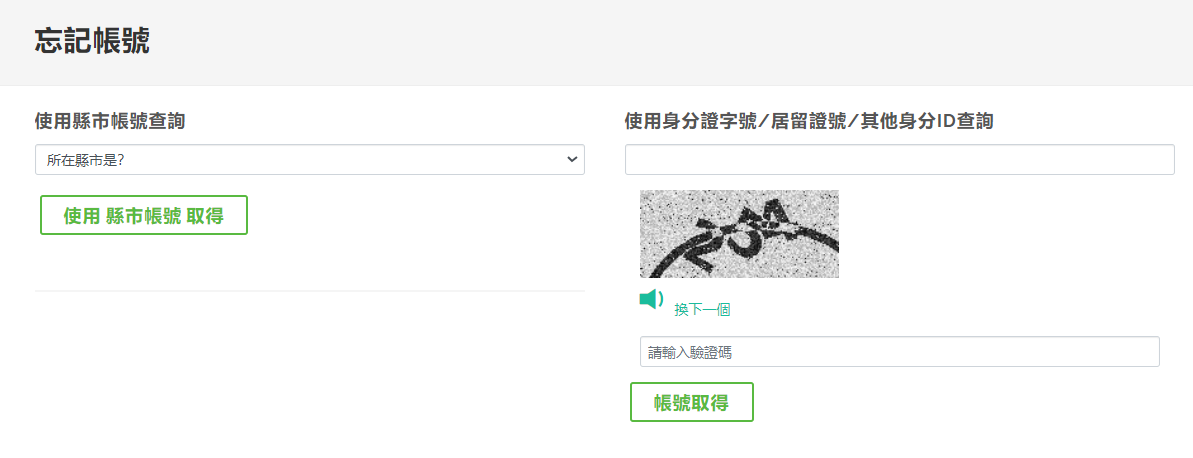 忘記帳號
使用縣市帳號查詢
所在縣市是?
使用 縣市帳號 取得
使用身分證字號/居留證號/其他身分ID查詢
換下一個
請輸入驗證碼
帳號取得